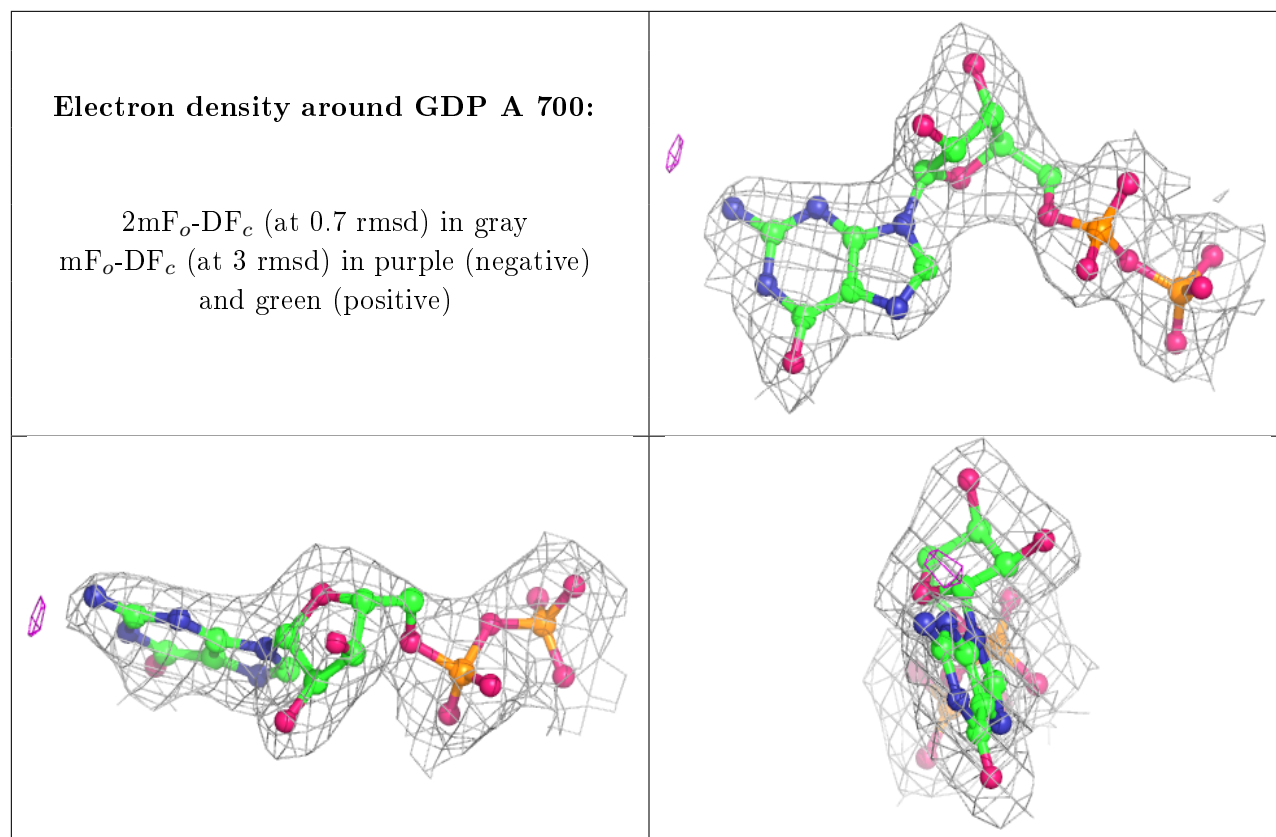 Electron density around GDP A 700:
2mFo-DFc (at 0.7 rmsd) in gray
mFo-DFc (at 3 rmsd) in purple (negative)
and green (positive)